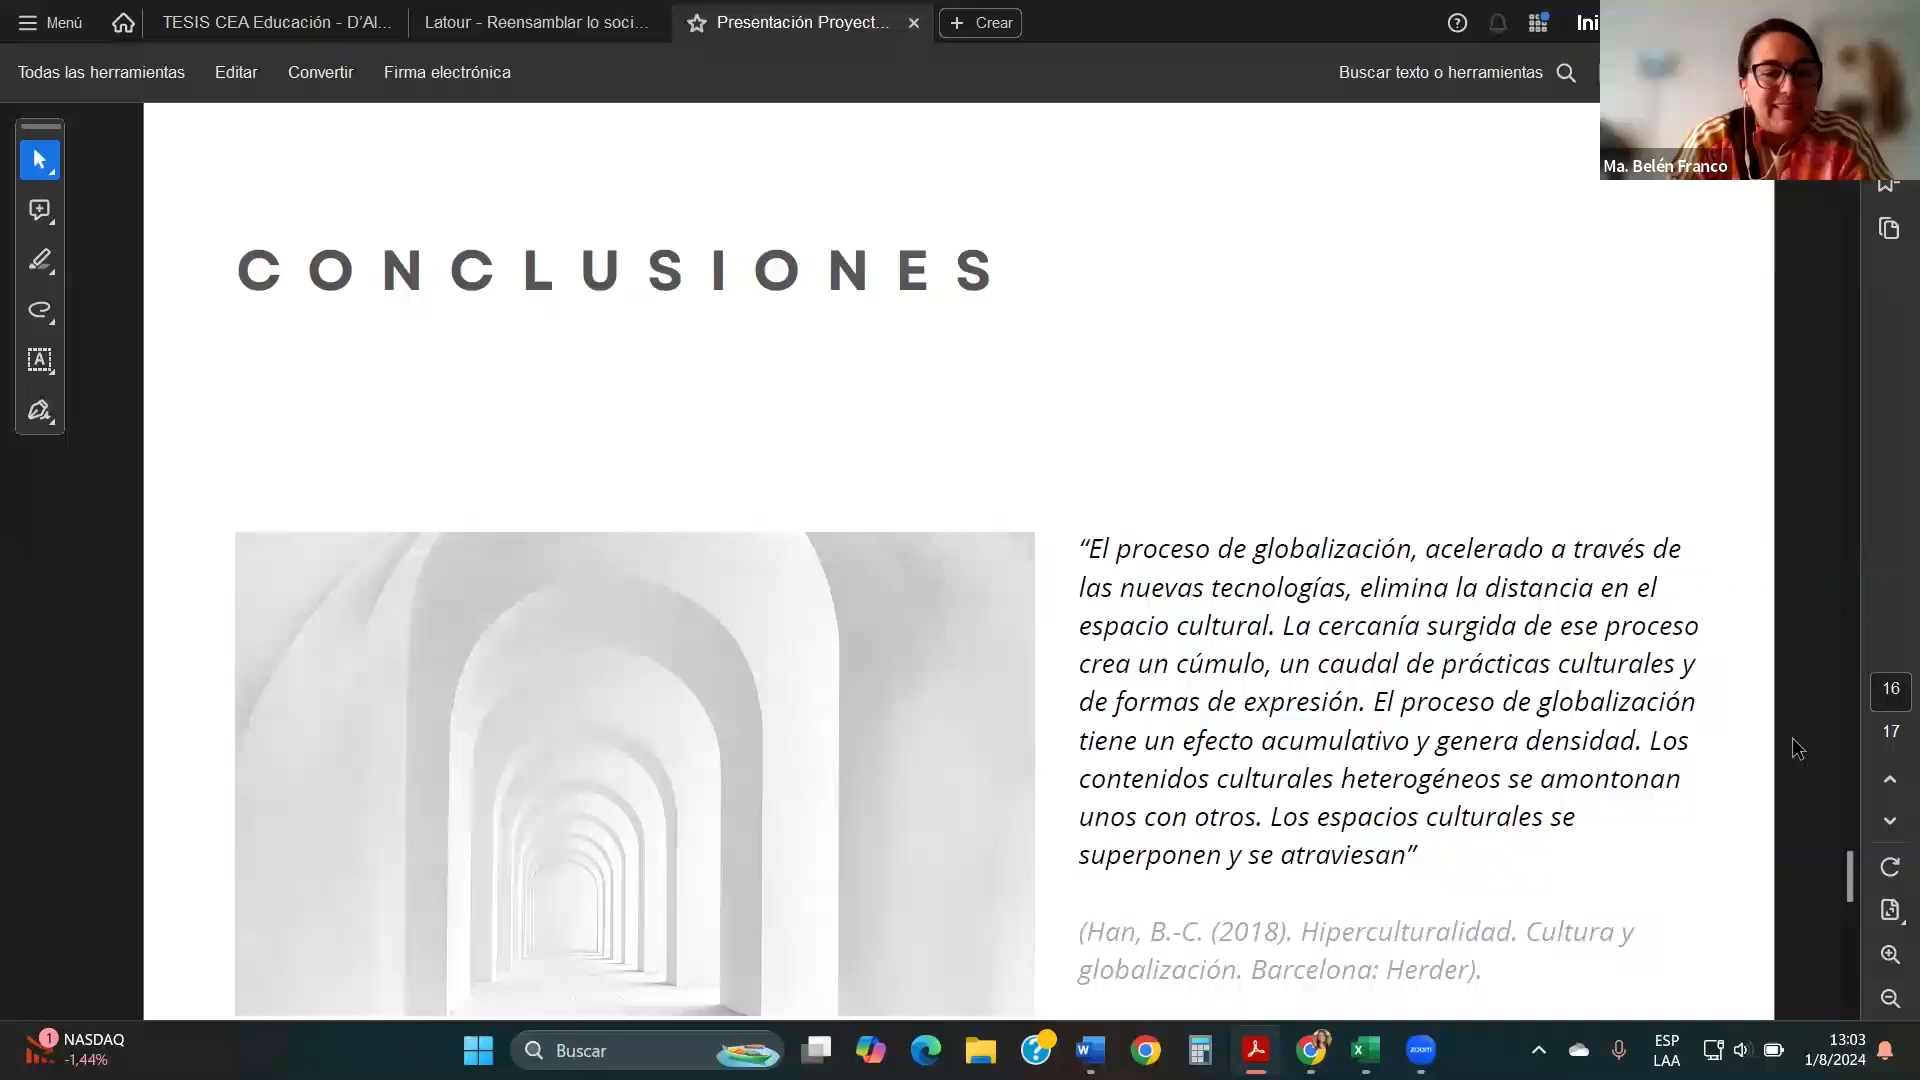 Menú
TESIS CEA Educación - D’Al...
Latour - Reensamblar lo soci...
Presentación Proyect...
Crear
Ini
Todas las herramientas
Editar
Convertir
Firma electrónica
Buscar texto o herramientas
Ma. Belén Franco
CONCLUSIONES
“El proceso de globalización, acelerado a través de
las nuevas tecnologías, elimina la distancia en el
espacio cultural. La cercanía surgida de ese proceso
crea un cúmulo, un caudal de prácticas culturales y
de formas de expresión. El proceso de globalización
tiene un efecto acumulativo y genera densidad. Los
contenidos culturales heterogéneos se amontonan
unos con otros. Los espacios culturales se
superponen y se atraviesan”
(Han, B.-C. (2018). Hiperculturalidad. Cultura y
globalización. Barcelona: Herder).
16
17
1
NASDAQ
-1,44%
Buscar
zoom
ESP
LAA
13:03
1/8/2024